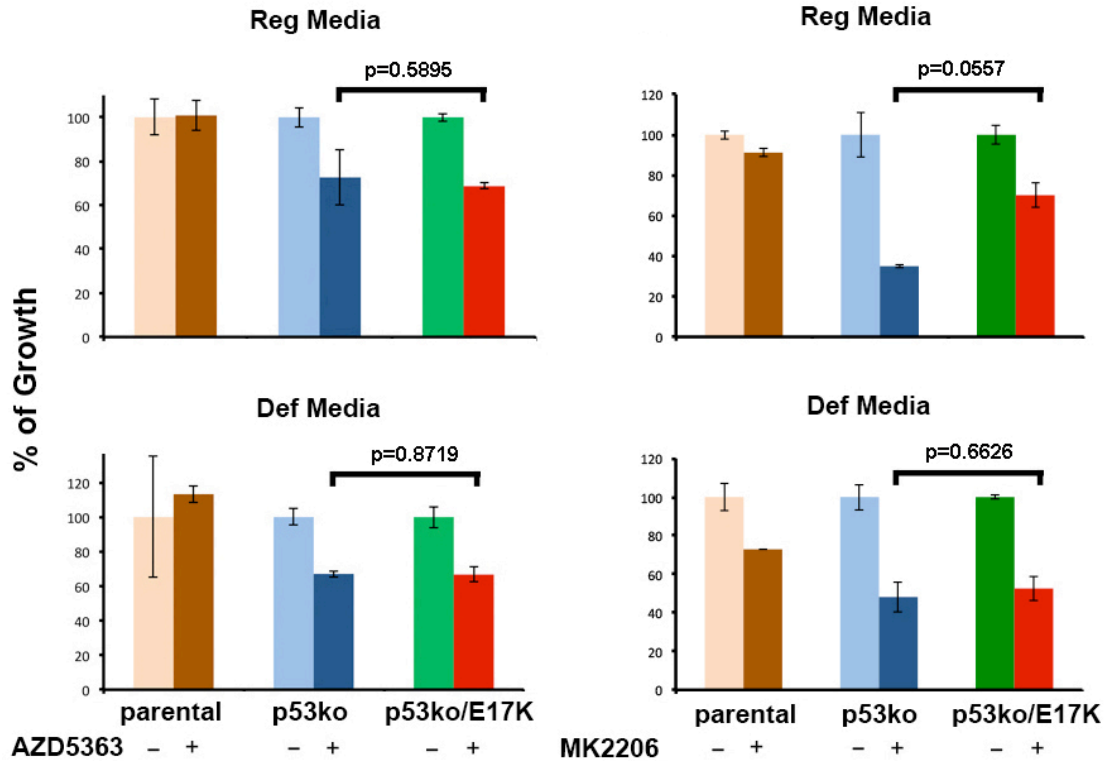 Reg Media
p=0.5895
100
80
60
40
20
0
Reg Media
p=0.0557
120
100
80
60
40
20
0
% of Growth
Def Media
p=0.8719
120
100
80
60
40
20
0
Def Media
p=0.6626
120
100
80
60
40
20
0
parental p53ko p53ko/E17K
AZD5363 – + – + – +
parental p53ko p53ko/E17K
MK2206 – + – + – +